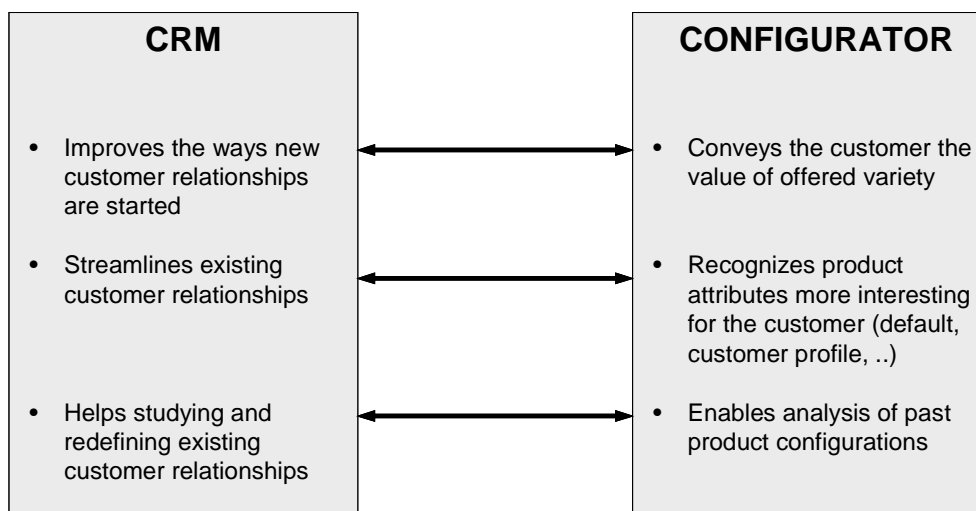 CRM
• Improves the ways new
customer relationships
are started
• Streamlines existing
customer relationships
• Helps studying and
redefining existing
customer relationships
CONFIGURATOR
• Conveys the customer the
value of offered variety
• Recognizes product
attributes more interesting
for the customer (default,
customer profile, ..)
• Enables analysis of past
product configurations